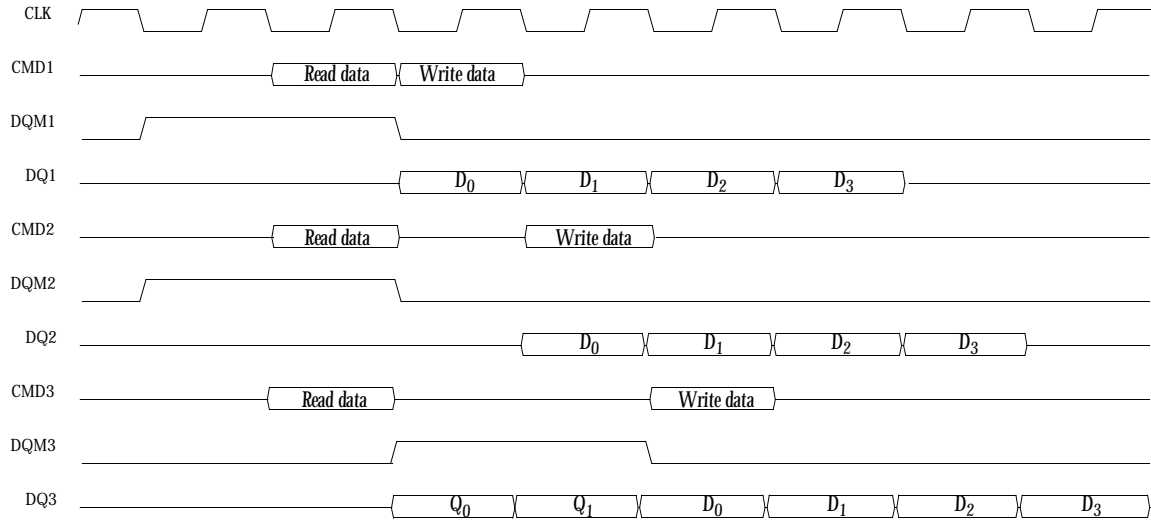 CLK
CMD1 Read data Write data
DQM1
DQ1 D0 D1 D2 D3
CMD2 Read data Write data
DQM2
DQ2 D0 D1 D2 D3
CMD3 Read data Write data
DQM3
DQ3 Q0 Q1 D0 D1 D2 D3